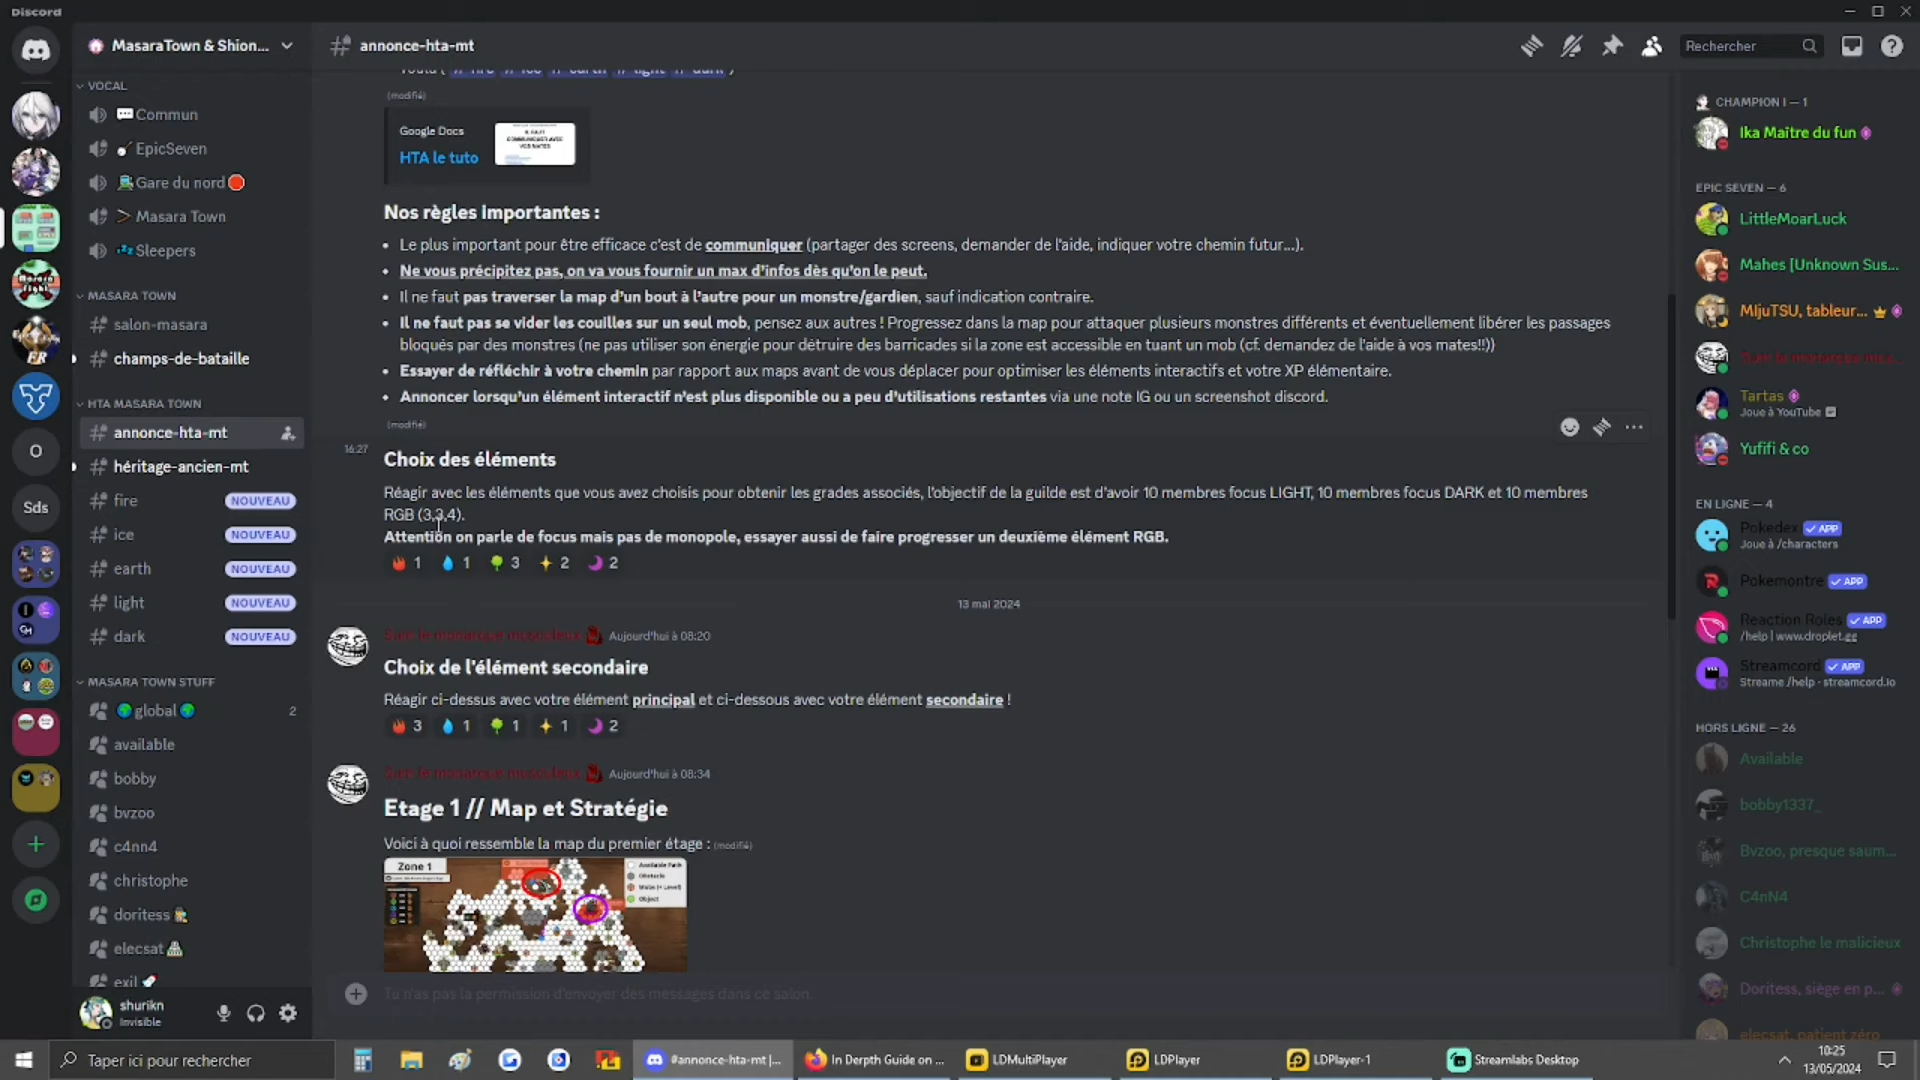 Discord
MasaraTown & Shion...
annonce-hta-mt
Rechercher
VOCAL
Commun
EpicSeven
Gare du nord
Masara Town
Sleepers
MASARA TOWN
salon-masara
champs-de-bataille
HTA MASARA TOWN
annonce-hta-mt
héritage-ancien-mt
fire NOUVEAU
ice NOUVEAU
earth NOUVEAU
light NOUVEAU
dark NOUVEAU
MASARA TOWN STUFF
global 2
available
bobby
bvzoo
c4nn4
christophe
doritess
elecsat
exil
shurikn
Invisible
(modifié)
Google Docs
HTA le tuto
Nos règles importantes :
• Le plus important pour être efficace c'est de communiquer (partager des screens, demander de l'aide, indiquer votre chemin futur...).
• Ne vous précipitez pas, on va vous fournir un max d'infos dès qu'on le peut.
• Il ne faut pas traverser la map d'un bout à l'autre pour un monstre/gardien, sauf indication contraire.
• Il ne faut pas se vider les couilles sur un seul mob, pensez aux autres ! Progressez dans la map pour attaquer plusieurs monstres différents et éventuellement libérer les passages
bloqués par des monstres (ne pas utiliser son énergie pour détruire des barricades si la zone est accessible en tuant un mob (cf. demandez de l'aide à vos mates!!))
• Essayer de réfléchir à votre chemin par rapport aux maps avant de vous déplacer pour optimiser les éléments interactifs et votre XP élémentaire.
• Annoncer lorsqu'un élément interactif n'est plus disponible ou a peu d'utilisations restantes via une note IG ou un screenshot discord.
(modifié)
16:27
Choix des éléments
Réagir avec les éléments que vous avez choisis pour obtenir les grades associés, l'objectif de la guilde est d'avoir 10 membres focus LIGHT, 10 membres focus DARK et 10 membres
RGB (3,3,4).
Attention on parle de focus mais pas de monopole, essayer aussi de faire progresser un deuxième élément RGB.
1 1 3 2 2
13 mai 2024
Aujourd'hui à 08:20
Choix de l'élément secondaire
Réagir ci-dessus avec votre élément principal et ci-dessous avec votre élément secondaire !
3 1 1 1 2
Aujourd'hui à 08:34
Etage 1 // Map et Stratégie
Voici à quoi ressemble la map du premier étage : (modifié)
Zone 1
Available Path
Obstacle
Object
Tu n'as pas la permission d'envoyer des messages dans ce salon.
CHAMPION I — 1
Ika Maître du fun
EPIC SEVEN — 6
LittleMoarLuck
Mahes [Unknown Sus...
MIjuTSU, tableur...
Tartas
Joue à YouTube
Yufifi & co
EN LIGNE — 4
Pokedex APP
Joue à /characters
Pokemontre APP
Reaction Roles APP
/help | www.droplet.gg
Streamcord APP
Streame /help · streamcord.io
HORS LIGNE — 26
Available
bobby1337_
Bvzoo, presque saum...
C4nN4
Christophe le malicieux
Doritess, siège en p...
elecsat, patient zéro
Taper ici pour rechercher
#annonce-hta-mt |...
In Derpth Guide on ...
LDMultiPlayer
LDPlayer
LDPlayer-1
Streamlabs Desktop
10:25
13/05/2024